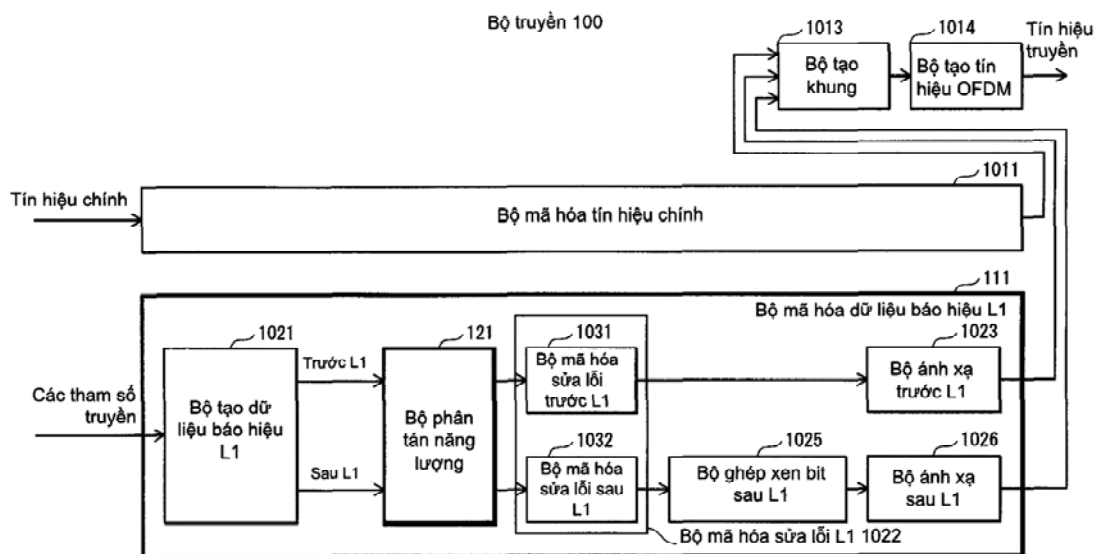 Bộ truyền 100
1013
Bộ tạo
khung
1014
Bộ tạo tín
hiệu OFDM
Tín hiệu
truyền
Tín hiệu chính
1011
Bộ mã hóa tín hiệu chính
111
Bộ mã hóa dữ liệu báo hiệu L1
Các tham số
truyền
1021
Bộ tạo dữ
liệu báo hiệu
L1
Trước L1
Sau L1
121
Bộ phân
tán năng
lượng
1031
Bộ mã hóa
sửa lỗi
trước L1
1023
Bộ ánh xạ
trước L1
1032
Bộ mã hóa
sửa lỗi sau L1
1025
Bộ ghép xen bit
sau L1
1026
Bộ ánh xạ
sau L1
Bộ mã hóa sửa lỗi L1 1022